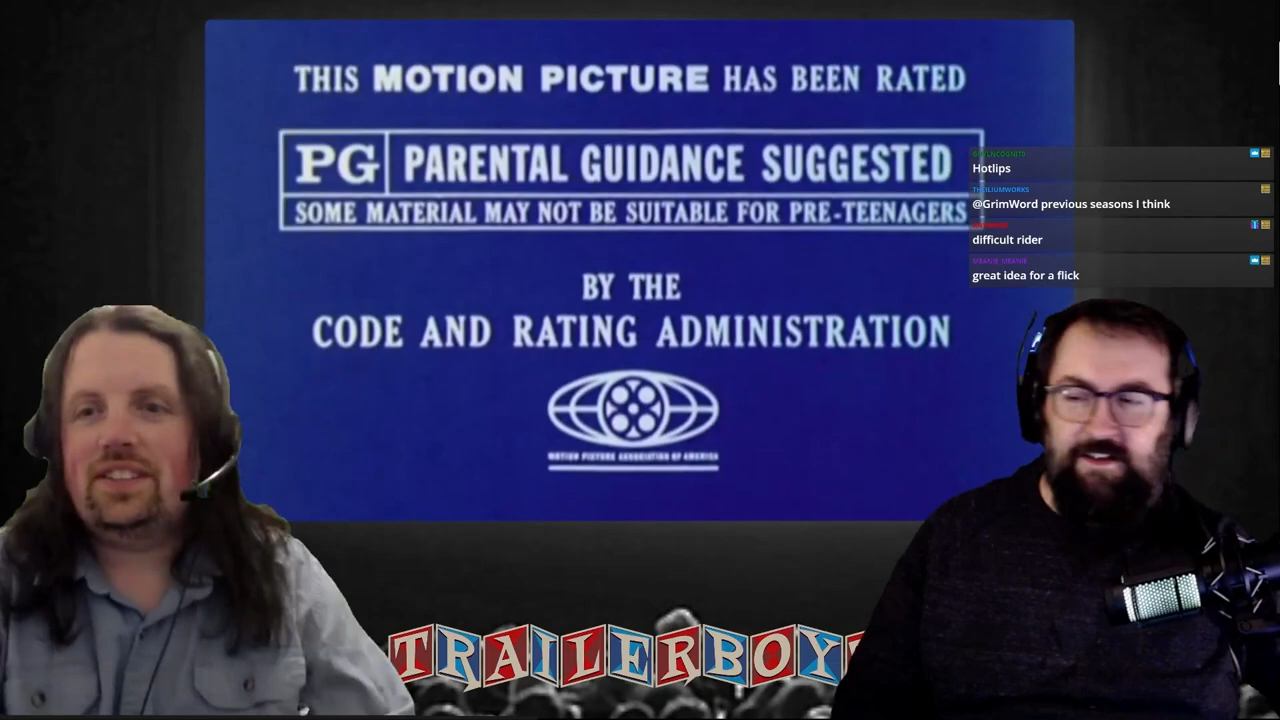 THIS MOTION PICTURE HAS BEEN RATED
PG PARENTAL GUIDANCE SUGGESTED
SOME MATERIAL MAY NOT BE SUITABLE FOR PRE-TEENAGERS
BY THE
CODE AND RATING ADMINISTRATION
MOTION PICTURE ASSOCIATION OF AMERICA
Hotlips
THEILIUMWORKS
@GrimWord previous seasons I think
difficult rider
MEANIE_MEANIE
great idea for a flick
TRAILERBOY